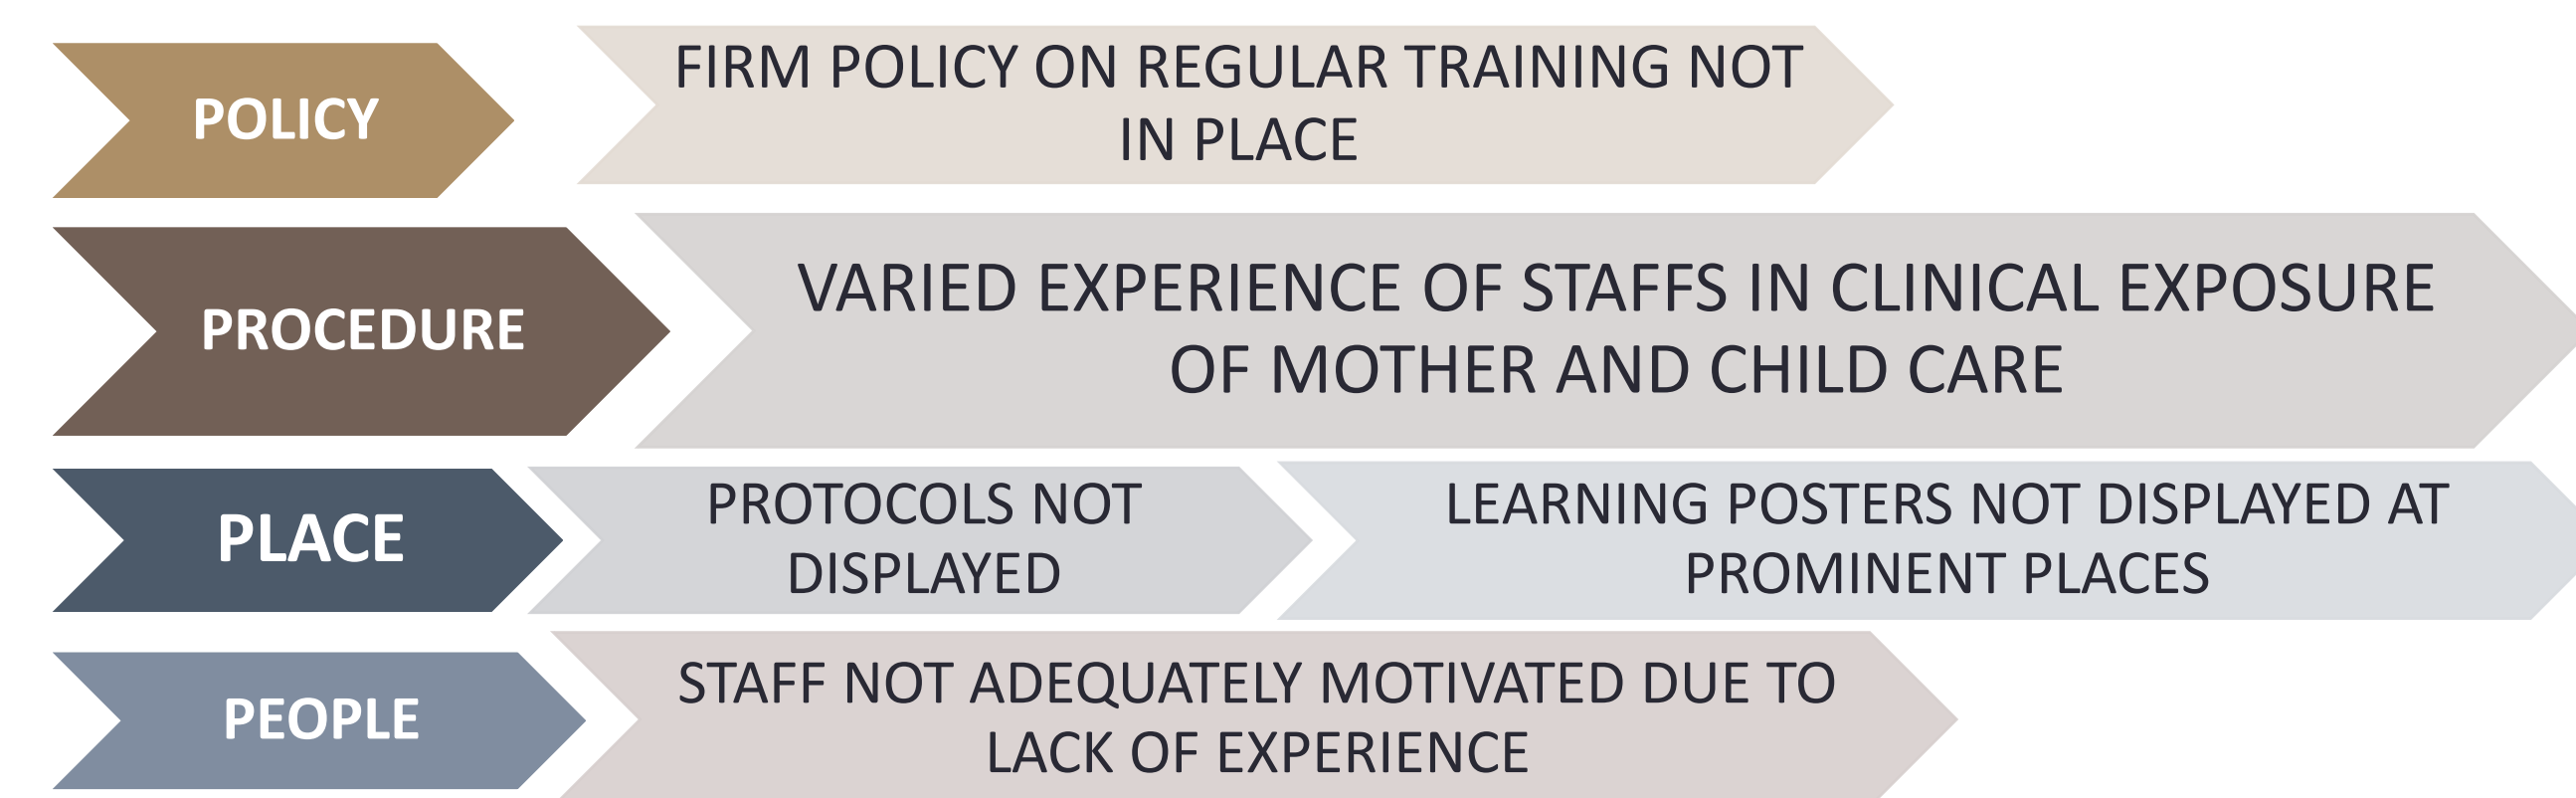 POLICY
FIRM POLICY ON REGULAR TRAINING NOT
IN PLACE
PROCEDURE
VARIED EXPERIENCE OF STAFFS IN CLINICAL EXPOSURE
OF MOTHER AND CHILD CARE
PLACE
PROTOCOLS NOT
DISPLAYED
LEARNING POSTERS NOT DISPLAYED AT
PROMINENT PLACES
PEOPLE
STAFF NOT ADEQUATELY MOTIVATED DUE TO
LACK OF EXPERIENCE